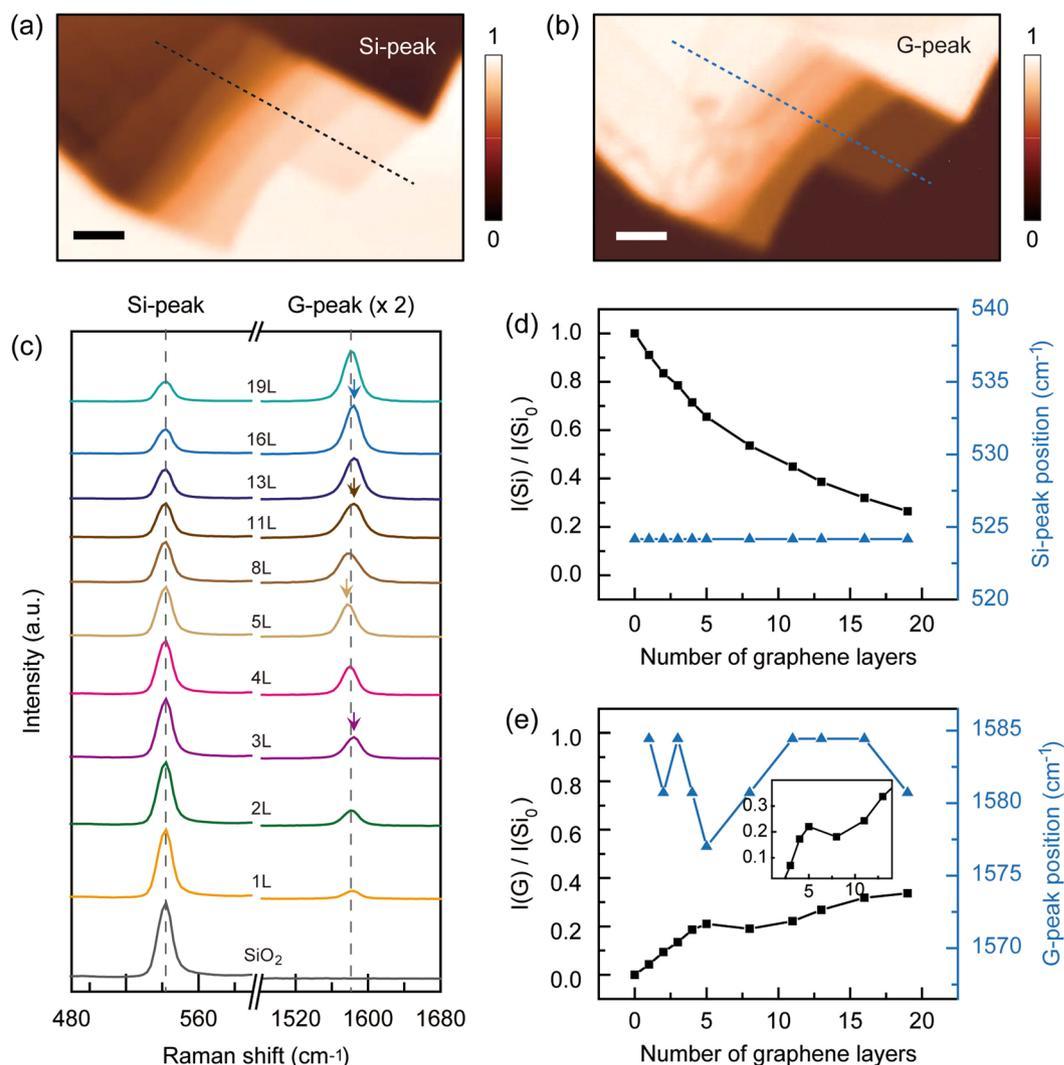 (a)
Si-peak
1
0
(b)
G-peak
1
0
(c)
Si-peak
G-peak (x 2)
19L
16L
13L
11L
8L
5L
4L
3L
2L
1L
SiO2
Intensity (a.u.)
480 560 1520 1600 1680
Raman shift (cm-1)
(d)
1.0
0.8
0.6
0.4
0.2
0.0
I(Si) / I(Si0)
540
535
530
525
520
Si-peak position (cm-1)
0 5 10 15 20
Number of graphene layers
(e)
1.0
0.8
0.6
0.4
0.2
0.0
I(G) / I(Si0)
0.3
0.2
0.1
5 10
1585
1580
1575
1570
G-peak position (cm-1)
0 5 10 15 20
Number of graphene layers